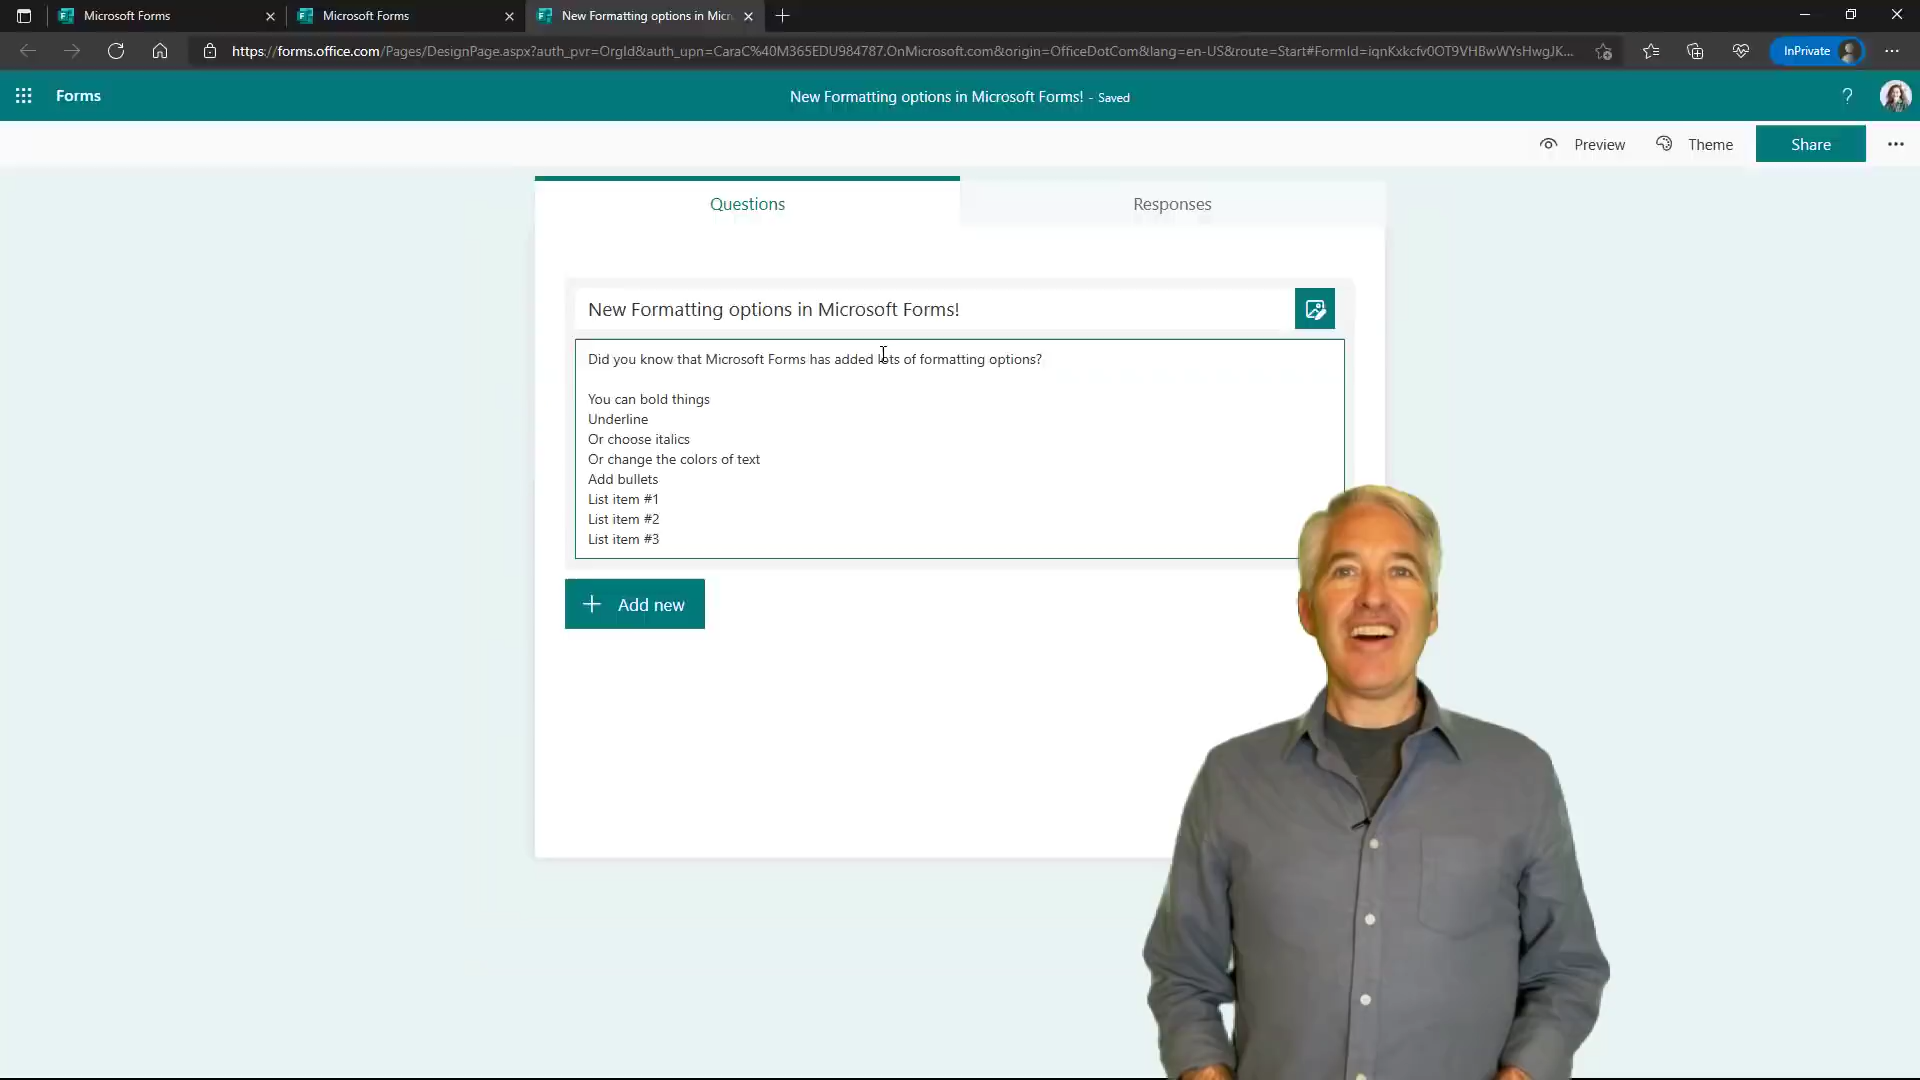 Microsoft Forms
Microsoft Forms
New Formatting options in Micr
https://forms.office.com/Pages/DesignPage.aspx?auth_pvr=OrgId&auth_upn=CaraC%40M365EDU984787.OnMicrosoft.com&origin=OfficeDotCom&lang=en-US&route=Start#FormId=iqnKxkcfv0OT9VHBwWYsHwgJK...
InPrivate
Forms
New Formatting options in Microsoft Forms! - Saved
?
Preview
Theme
Share
Questions
Responses
New Formatting options in Microsoft Forms!
Did you know that Microsoft Forms has added lots of formatting options?
You can bold things
Underline
Or choose italics
Or change the colors of text
Add bullets
List item #1
List item #2
List item #3
Add new